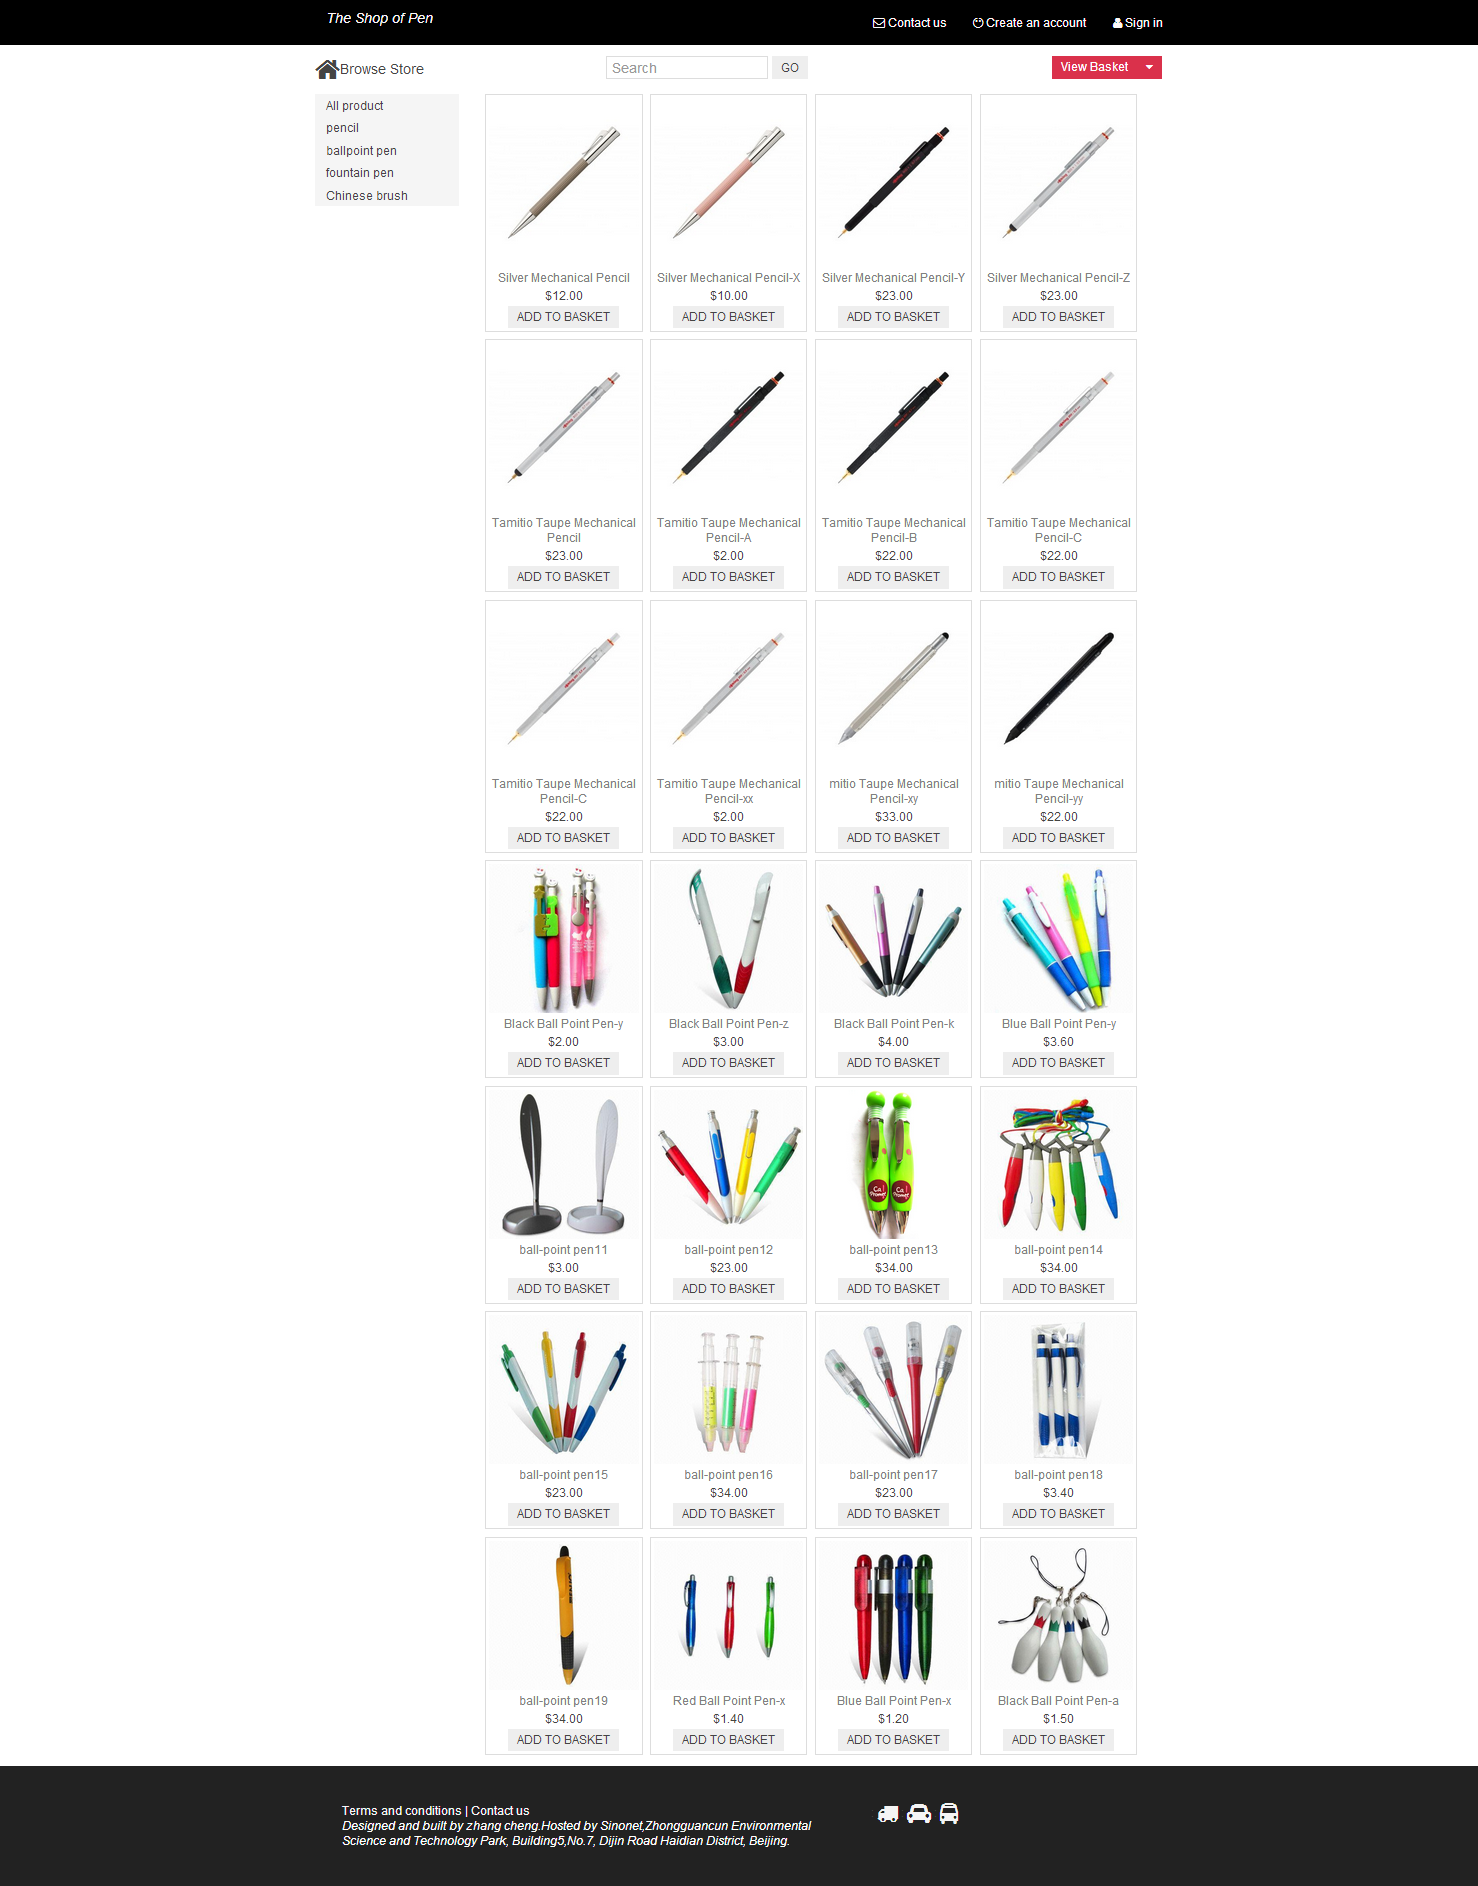 The Shop of Pen
Contact us
Create an account
Sign in
Browse Store
Search
GO
View Basket
All product
pencil
ballpoint pen
fountain pen
Chinese brush
Silver Mechanical Pencil
$12.00
ADD TO BASKET
Silver Mechanical Pencil-X
$10.00
ADD TO BASKET
Silver Mechanical Pencil-Y
$23.00
ADD TO BASKET
Silver Mechanical Pencil-Z
$23.00
ADD TO BASKET
Tamitio Taupe Mechanical
Pencil
$23.00
ADD TO BASKET
Tamitio Taupe Mechanical
Pencil-A
$2.00
ADD TO BASKET
Tamitio Taupe Mechanical
Pencil-B
$22.00
ADD TO BASKET
Tamitio Taupe Mechanical
Pencil-C
$22.00
ADD TO BASKET
Tamitio Taupe Mechanical
Pencil-C
$22.00
ADD TO BASKET
Tamitio Taupe Mechanical
Pencil-xx
$2.00
ADD TO BASKET
mitio Taupe Mechanical
Pencil-xy
$33.00
ADD TO BASKET
mitio Taupe Mechanical
Pencil-yy
$22.00
ADD TO BASKET
Black Ball Point Pen-y
$2.00
ADD TO BASKET
Black Ball Point Pen-z
$3.00
ADD TO BASKET
Black Ball Point Pen-k
$4.00
ADD TO BASKET
Blue Ball Point Pen-y
$3.60
ADD TO BASKET
ball-point pen11
$3.00
ADD TO BASKET
ball-point pen12
$23.00
ADD TO BASKET
ball-point pen13
$34.00
ADD TO BASKET
ball-point pen14
$34.00
ADD TO BASKET
ball-point pen15
$23.00
ADD TO BASKET
ball-point pen16
$34.00
ADD TO BASKET
ball-point pen17
$23.00
ADD TO BASKET
ball-point pen18
$3.40
ADD TO BASKET
ball-point pen19
$34.00
ADD TO BASKET
Red Ball Point Pen-x
$1.40
ADD TO BASKET
Blue Ball Point Pen-x
$1.20
ADD TO BASKET
Black Ball Point Pen-a
$1.50
ADD TO BASKET
Terms and conditions | Contact us
Designed and built by zhang cheng.Hosted by Sinonet,Zhongguancun Environmental
Science and Technology Park, Building5,No.7, Dijin Road Haidian District, Beijing.